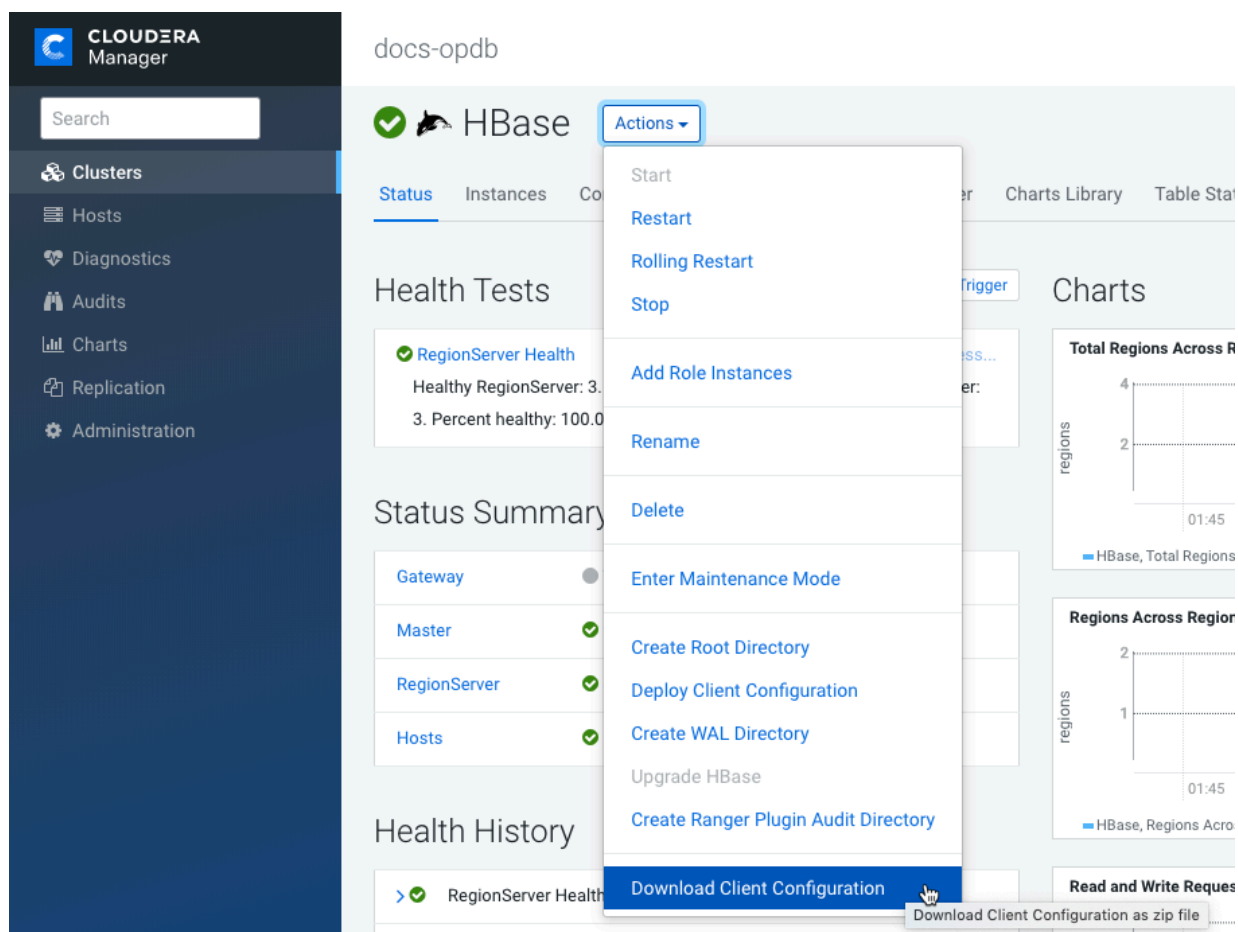 CLOUDERA
Manager
Search
Clusters
Hosts
Diagnostics
Audits
Charts
Replication
Administration
docs-opdb
HBase
Actions
Status Instances Co er Charts Library Table Stat
Start
Restart
Rolling Restart
Stop
Add Role Instances
Rename
Delete
Enter Maintenance Mode
Create Root Directory
Deploy Client Configuration
Create WAL Directory
Upgrade HBase
Create Ranger Plugin Audit Directory
Download Client Configuration
Download Client Configuration as zip file
Health Tests
Trigger
RegionServer Health
ess...
Healthy RegionServer: 3. er:
3. Percent healthy: 100.0
Status Summary
Gateway
Master
RegionServer
Hosts
Health History
RegionServer Health
Charts
Total Regions Across R
4
2
regions
01:45
HBase, Total Regions
Regions Across Region
2
1
regions
01:45
HBase, Regions Acro
Read and Write Reques